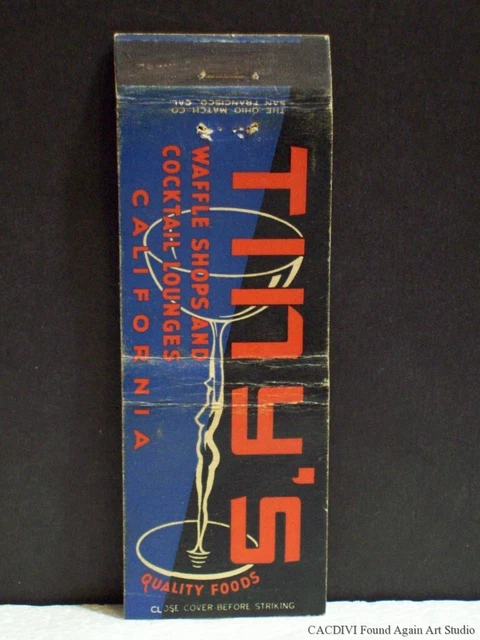 THE OHIO MATCH CO.
SAN FRANCISCO, CAL.
TINY'S
WAFFLE SHOPS AND
COCKTAIL LOUNGES
CALIFORNIA
QUALITY FOODS
CLOSE COVER BEFORE STRIKING
CACDIVI Found Again Art Studio